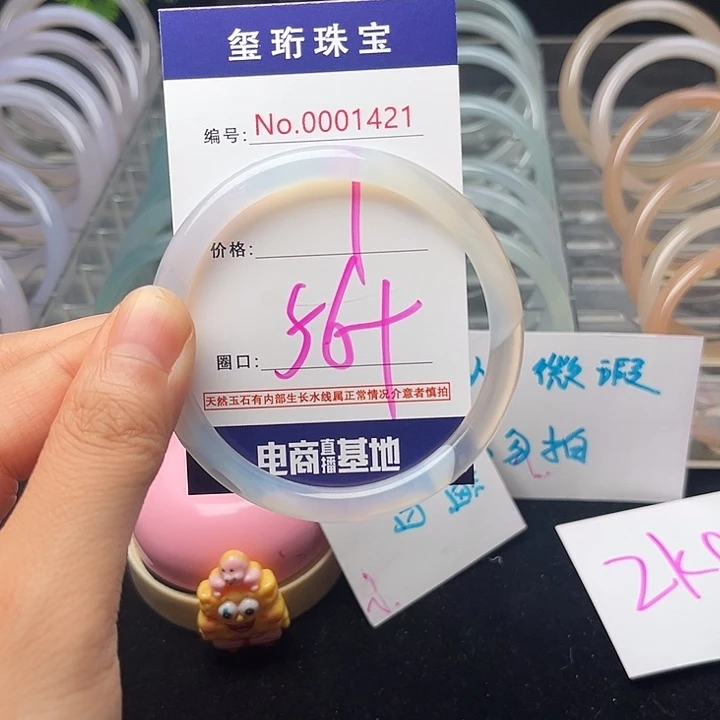 玺珩珠宝
编号: No.0001421
价格:
圈口: 564
天然玉石有内部生长水线属正常情况介意者慎拍
电商直播基地
微瑕
拍